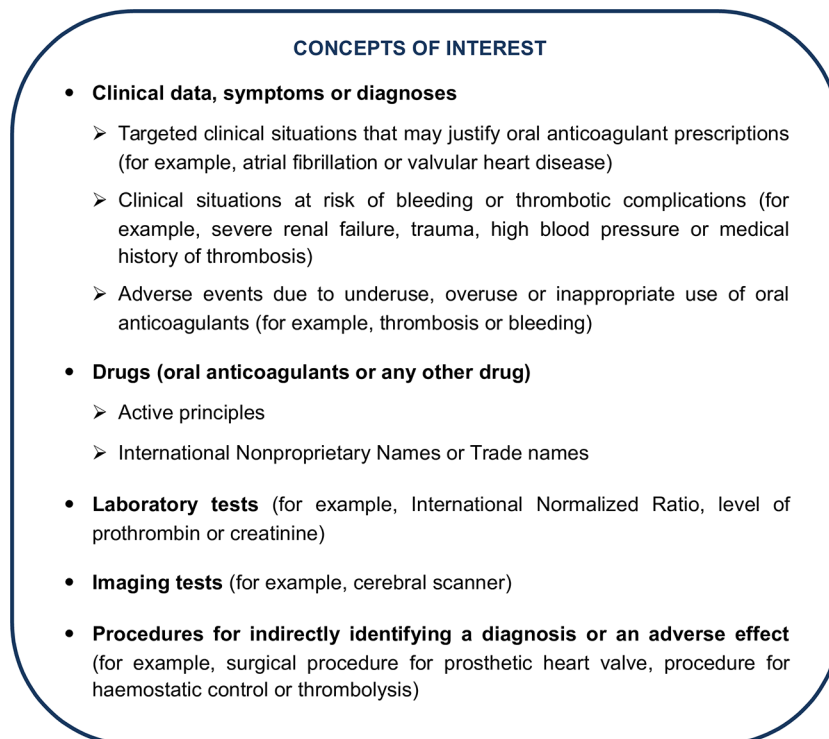 CONCEPTS OF INTEREST
• Clinical data, symptoms or diagnoses
➢ Targeted clinical situations that may justify oral anticoagulant prescriptions
(for example, atrial fibrillation or valvular heart disease)
➢ Clinical situations at risk of bleeding or thrombotic complications (for
example, severe renal failure, trauma, high blood pressure or medical
history of thrombosis)
➢ Adverse events due to underuse, overuse or inappropriate use of oral
anticoagulants (for example, thrombosis or bleeding)
• Drugs (oral anticoagulants or any other drug)
➢ Active principles
➢ International Nonproprietary Names or Trade names
• Laboratory tests (for example, International Normalized Ratio, level of
prothrombin or creatinine)
• Imaging tests (for example, cerebral scanner)
• Procedures for indirectly identifying a diagnosis or an adverse effect
(for example, surgical procedure for prosthetic heart valve, procedure for
haemostatic control or thrombolysis)